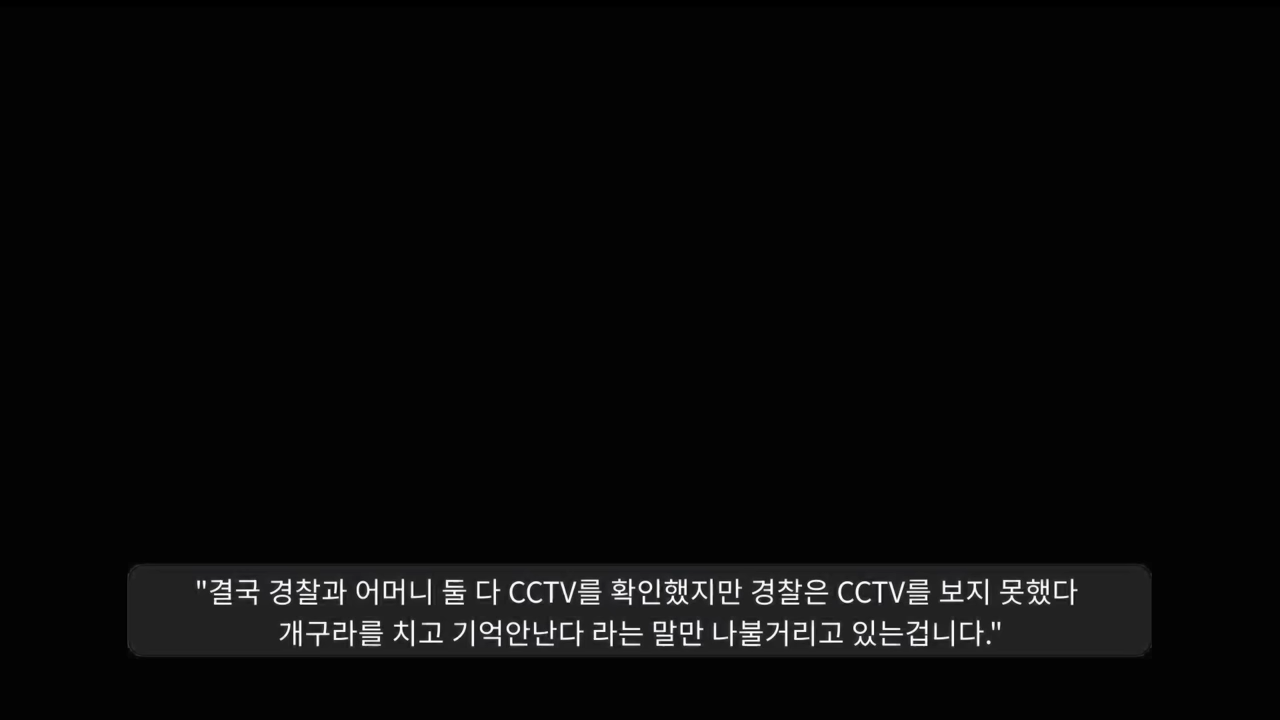 "결국 경찰과 어머니 둘 다 CCTV를 확인했지만 경찰은 CCTV를 보지 못했다
개구라를 치고 기억안난다 라는 말만 나불거리고 있는겁니다."